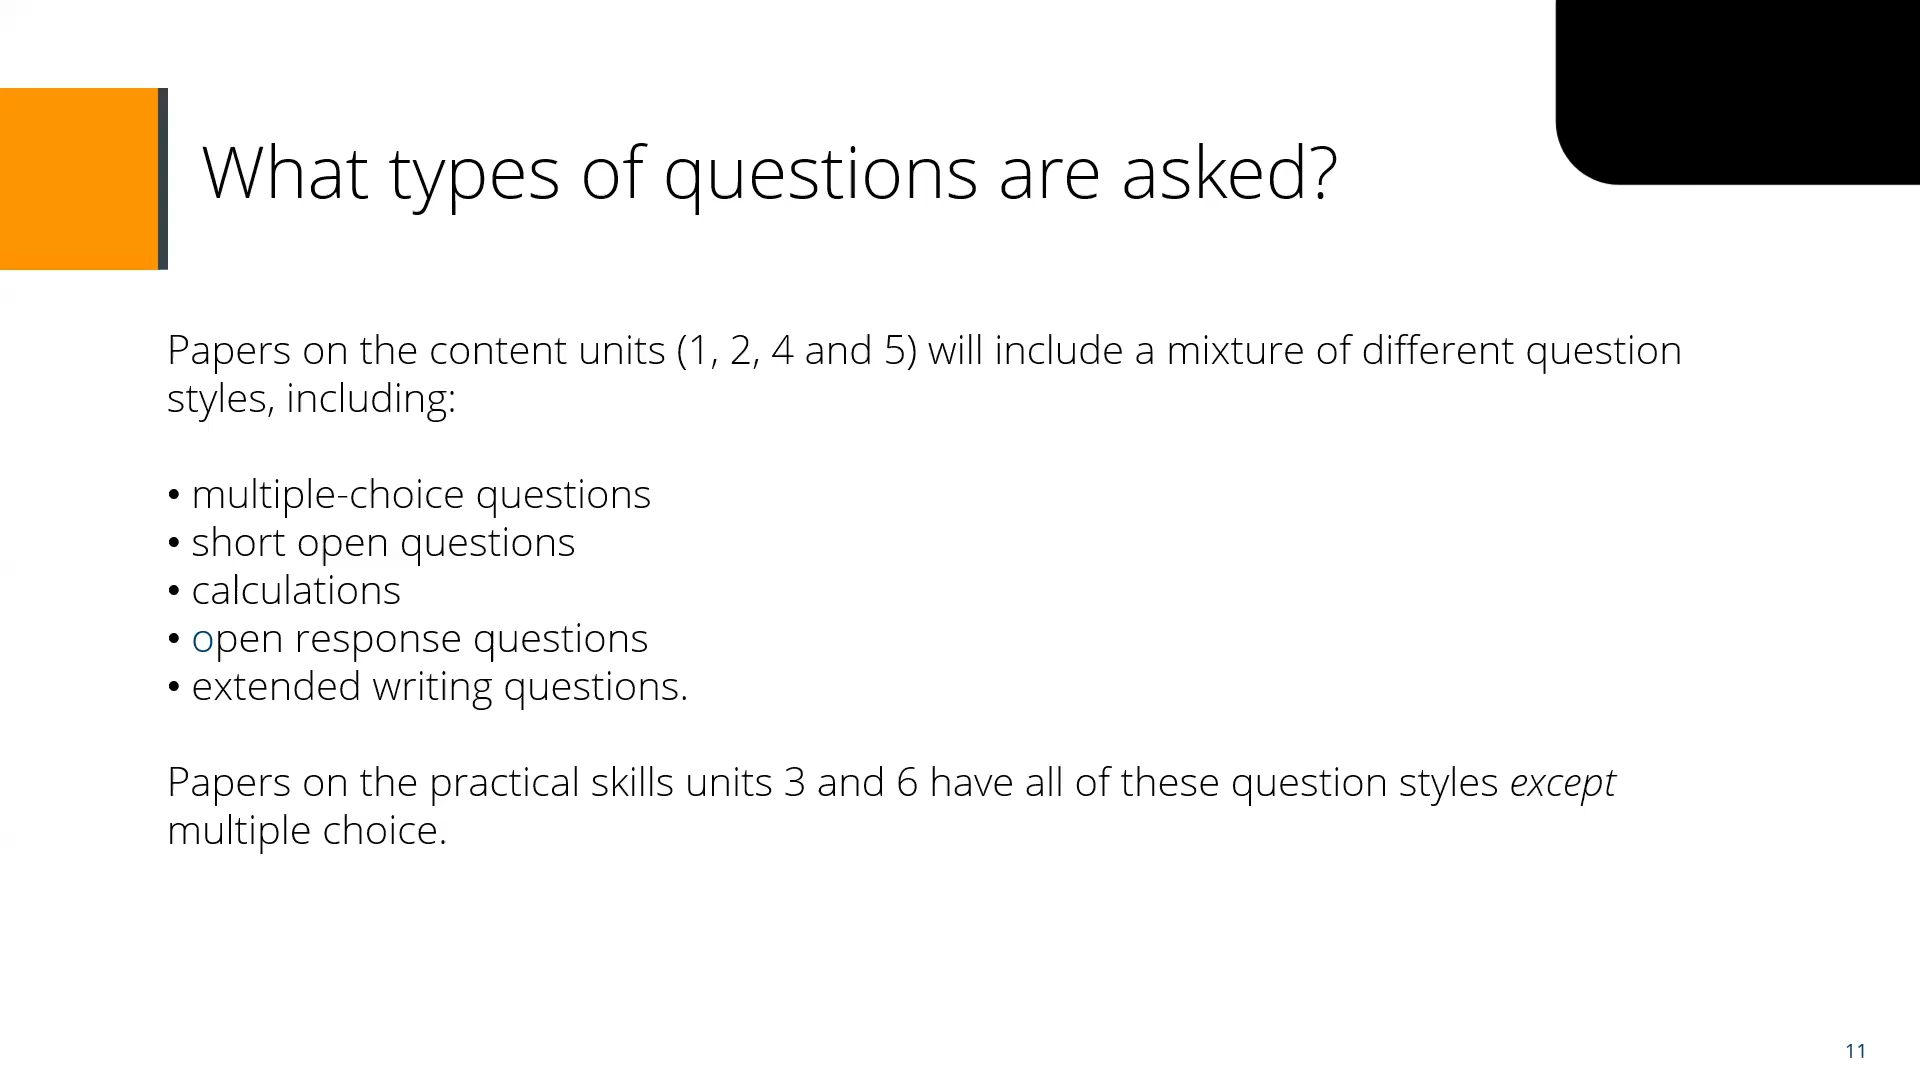 What types of questions are asked?
Papers on the content units (1, 2, 4 and 5) will include a mixture of different question
styles, including:
• multiple-choice questions
• short open questions
• calculations
• open response questions
• extended writing questions.
Papers on the practical skills units 3 and 6 have all of these question styles except
multiple choice.
11